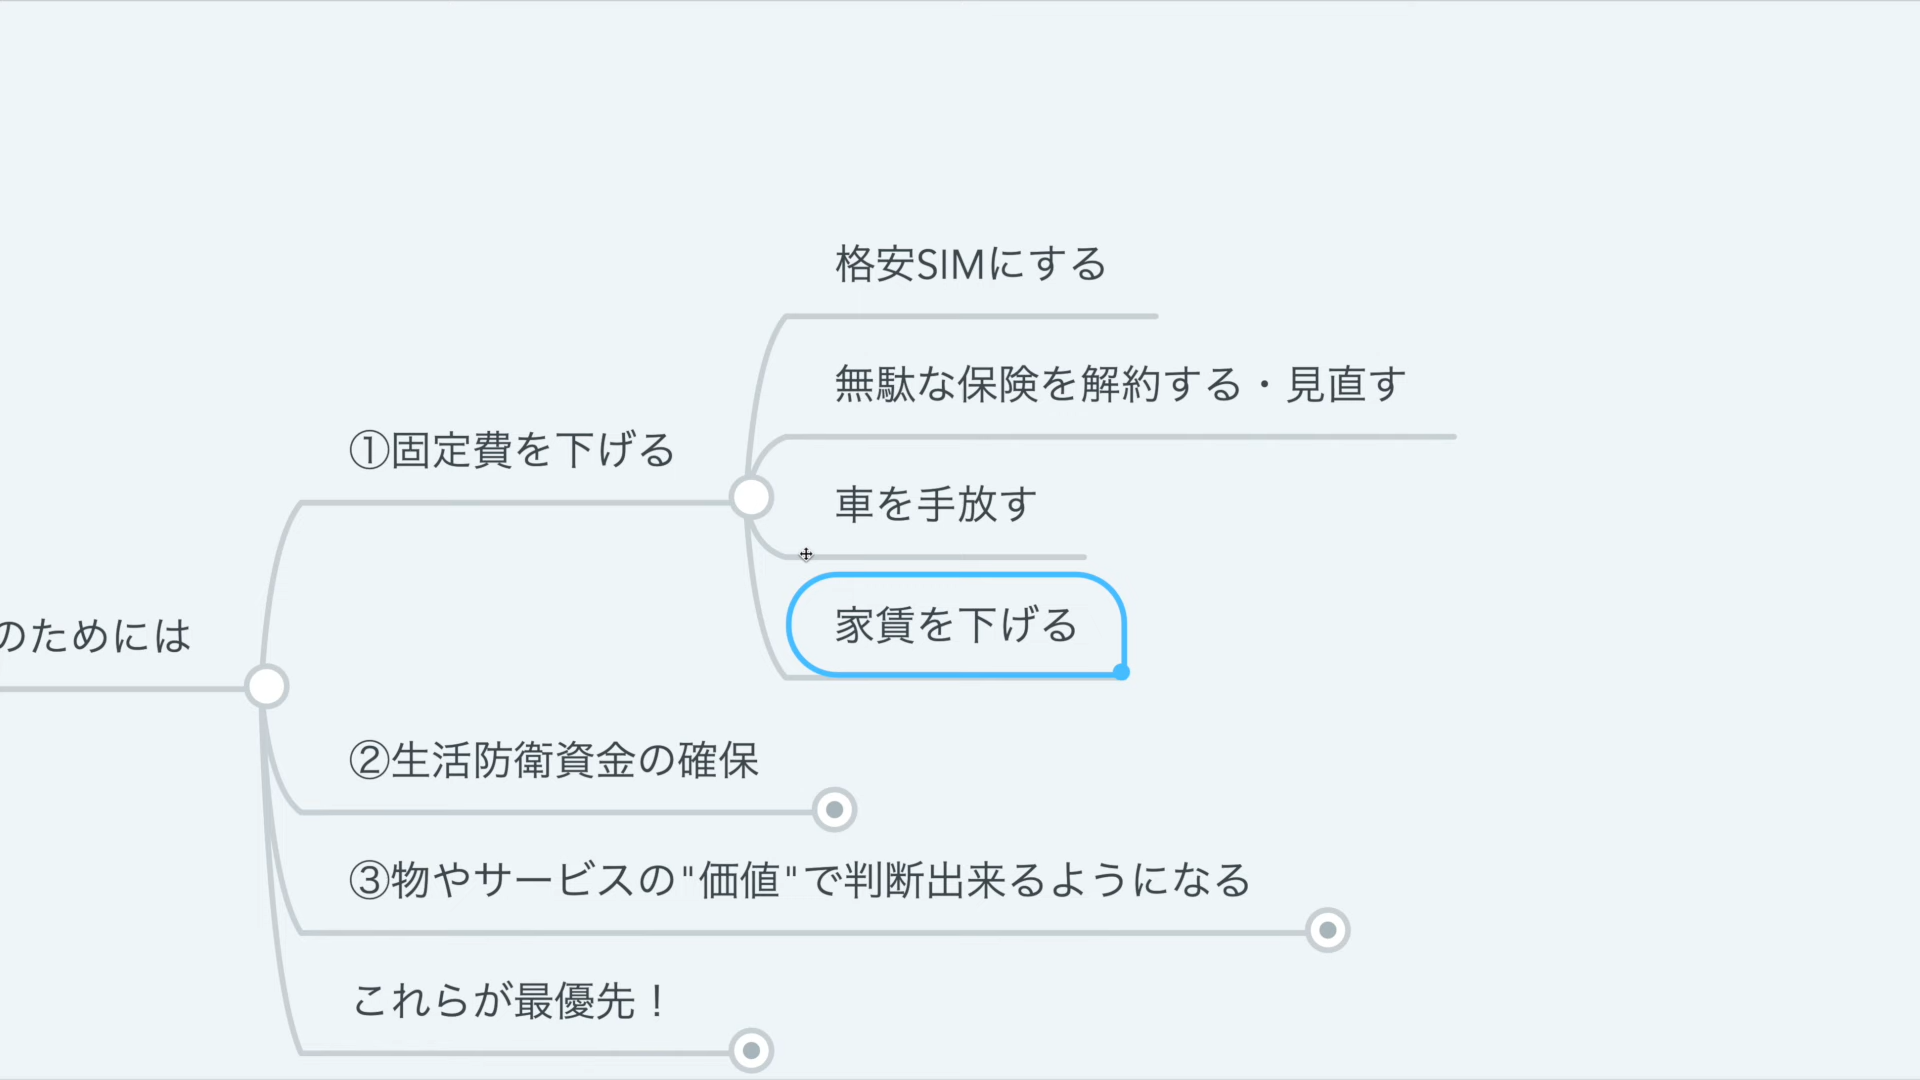 格安SIMにする
無駄な保険を解約する・見直す
①固定費を下げる
車を手放す
家賃を下げる
のためには
②生活防衛資金の確保
③物やサービスの"価値"で判断出来るようになる
これらが最優先！